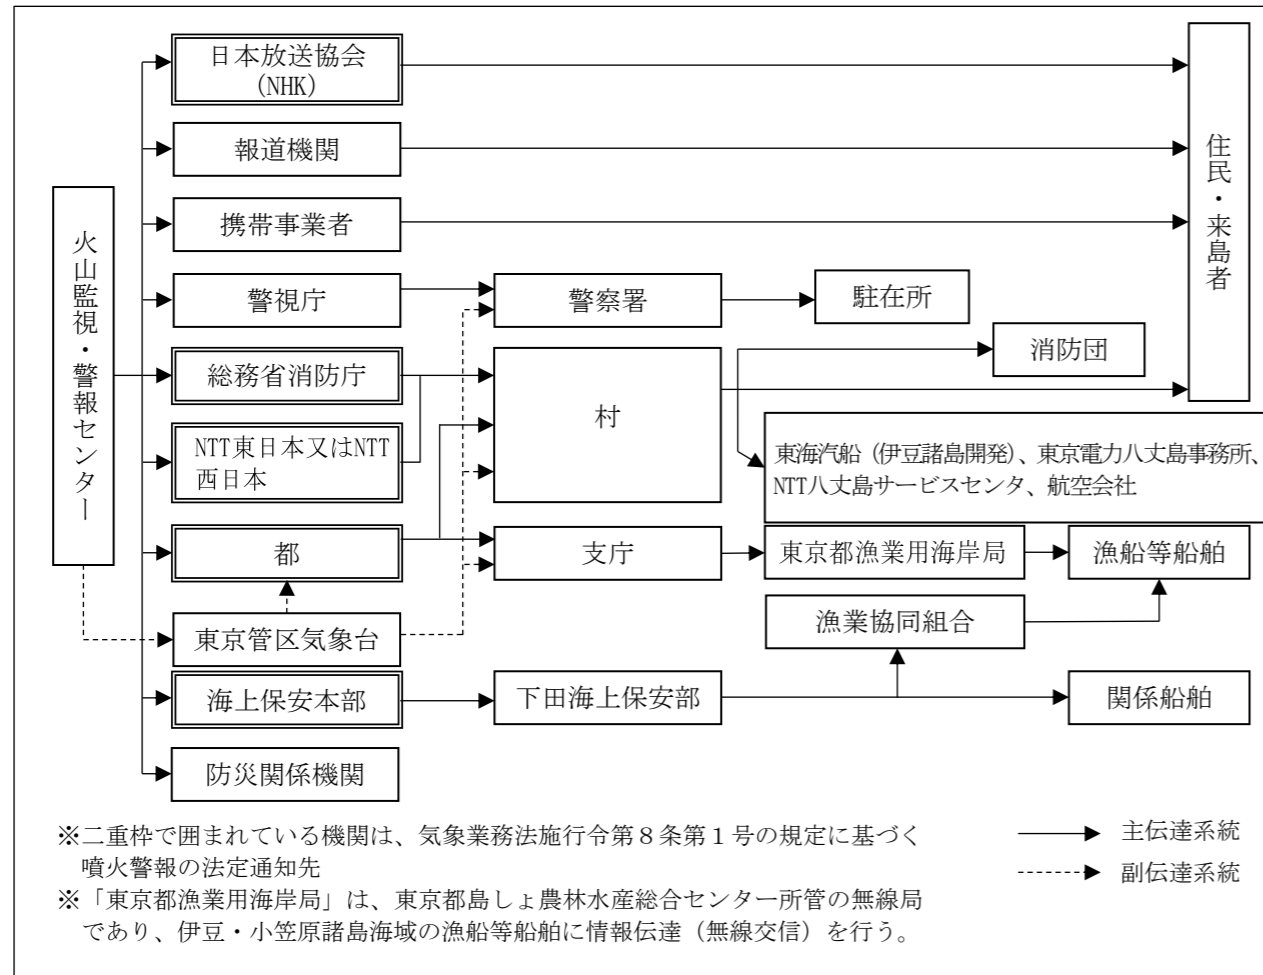 日本放送協会
(NHK)
報道機関
携帯事業者
火山監視・警報センター
警視庁
警察署
駐在所
住民・来島者
消防団
総務省消防庁
村
NTT東日本又はNTT
西日本
東海汽船（伊豆諸島開発）、東京電力八丈島事務所、
NTT八丈島サービスセンタ、航空会社
都
支庁
東京都漁業用海岸局
漁船等船舶
東京管区気象台
漁業協同組合
海上保安本部
下田海上保安部
関係船舶
防災関係機関
※二重枠で囲まれている機関は、気象業務法施行令第８条第１号の規定に基づく
噴火警報の法定通知先
※「東京都漁業用海岸局」は、東京都島しょ農林水産総合センター所管の無線局
であり、伊豆・小笠原諸島海域の漁船等船舶に情報伝達（無線交信）を行う。
主伝達系統
副伝達系統